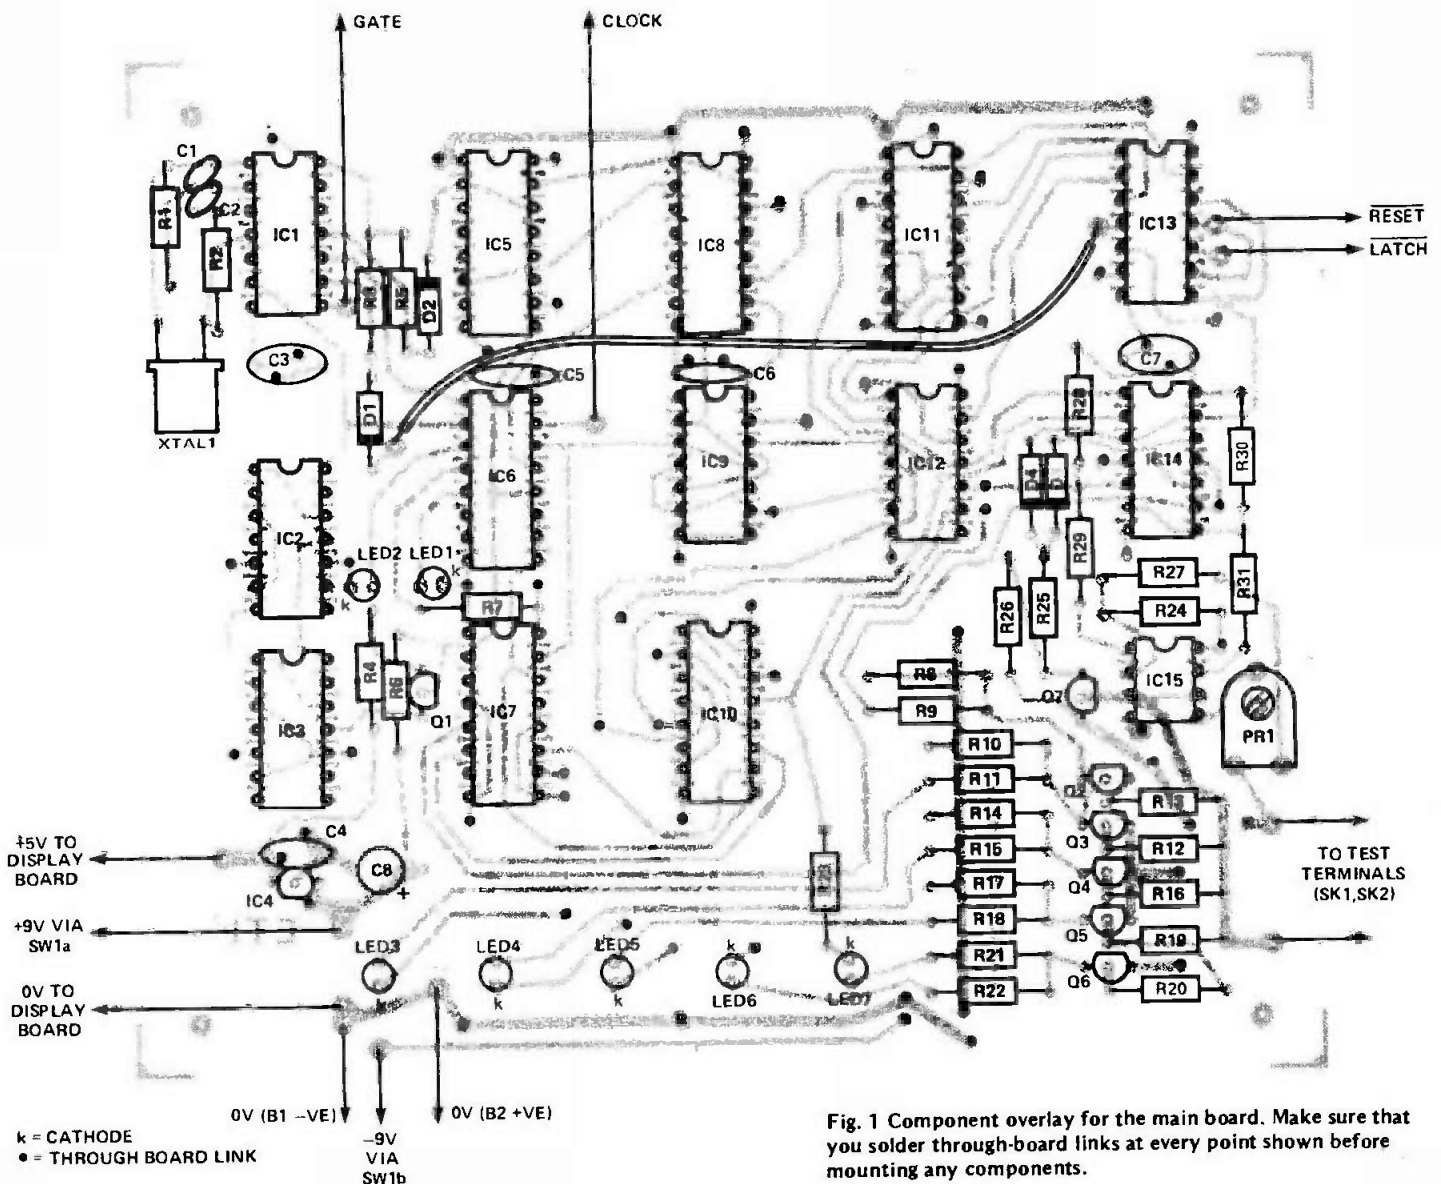 GATE
CLOCK
C1
R1
C2
R2
IC1
R3
R5
D2
IC5
IC8
IC11
IC13
RESET
LATCH
C3
XTAL1
D1
C5
C6
C7
IC6
IC9
IC12
R28
D4
D
IC14
R30
IC2
LED2
LED1
k
k
R7
R29
R27
R24
R31
R26
R25
R4
R6
Q1
IC3
IC7
IC10
R8
R9
Q7
IC15
PR1
R10
R11
R14
R15
R17
R18
R21
R22
Q3
Q4
Q5
Q6
R12
R16
R19
R20
TO TEST
TERMINALS
(SK1,SK2)
+5V TO
DISPLAY
BOARD
C4
C8
+
IC4
R23
+9V VIA
SW1a
LED3
k
LED4
k
LED5
k
k
LED6
k
LED7
0V TO
DISPLAY
BOARD
0V (B1 –VE)
–9V
VIA
SW1b
0V (B2 +VE)
k = CATHODE
● = THROUGH BOARD LINK
Fig. 1 Component overlay for the main board. Make sure that
you solder through-board links at every point shown before
mounting any components.